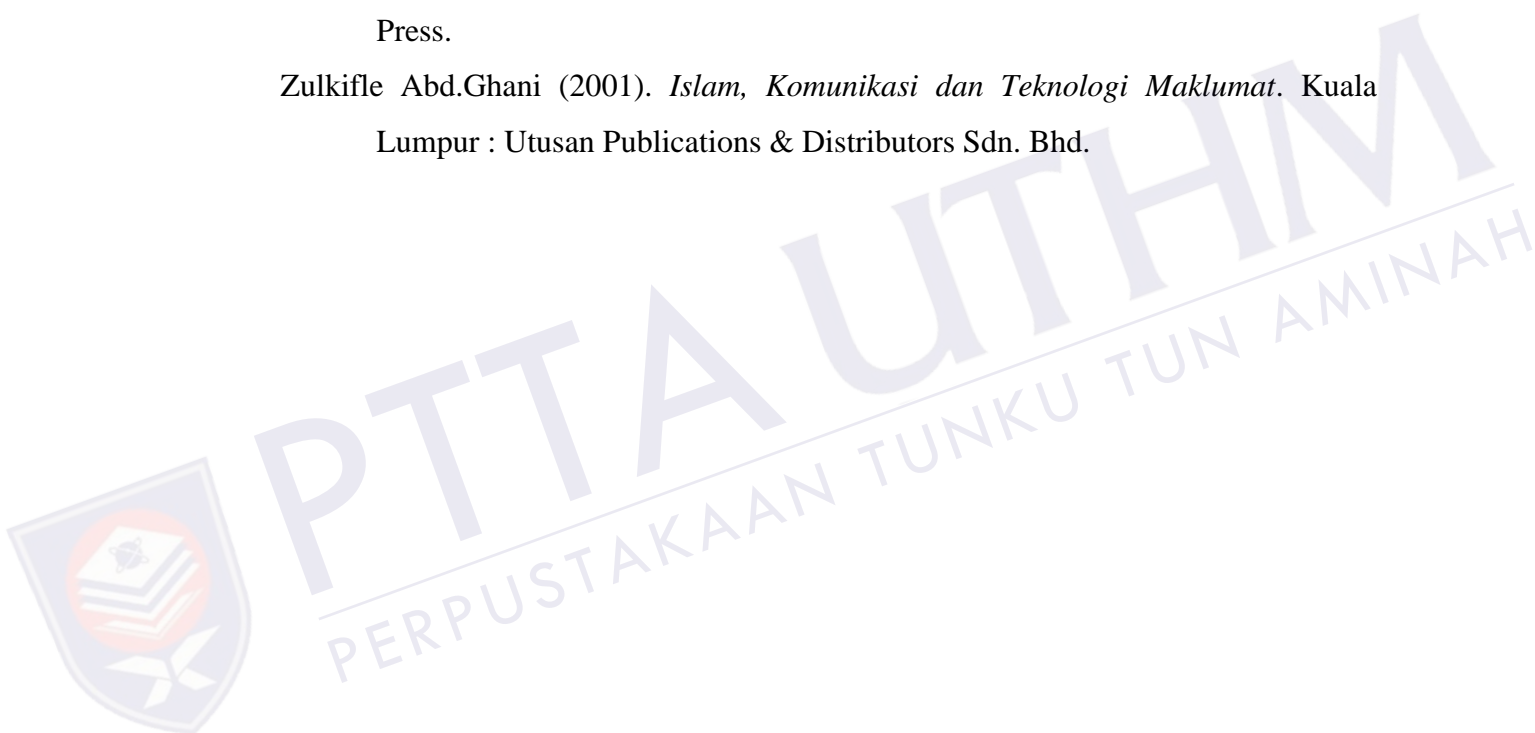 Press.
Zulkifle Abd.Ghani (2001). Islam, Komunikasi dan Teknologi Maklumat. Kuala
Lumpur : Utusan Publications & Distributors Sdn. Bhd.
PTTA UTHM
PERPUSTAKAAN TUNKU TUN AMINAH